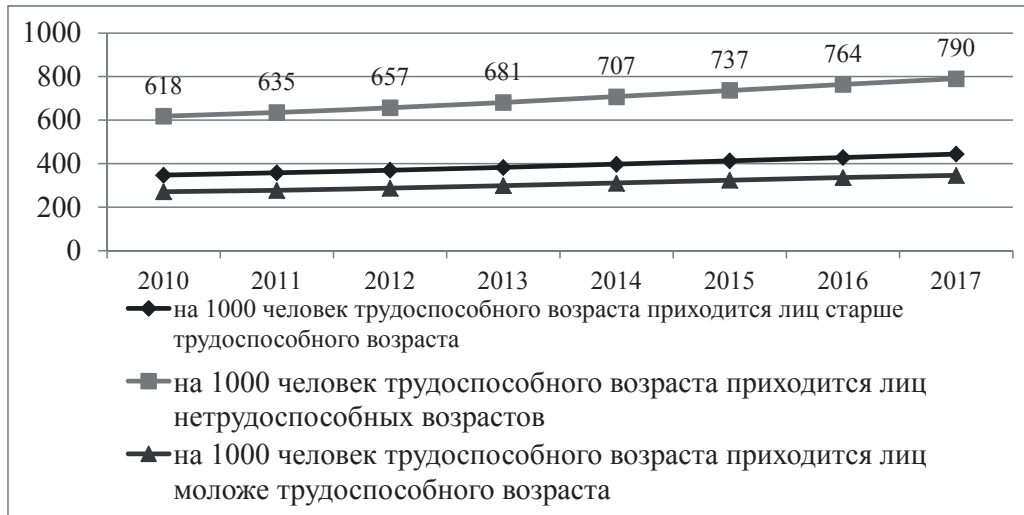 1000
800
600
400
200
0
618 635 657 681 707 737 764 790
2010 2011 2012 2013 2014 2015 2016 2017
на 1000 человек трудоспособного возраста приходится лиц старше
трудоспособного возраста
на 1000 человек трудоспособного возраста приходится лиц
нетрудоспособных возрастов
на 1000 человек трудоспособного возраста приходится лиц
моложе трудоспособного возраста